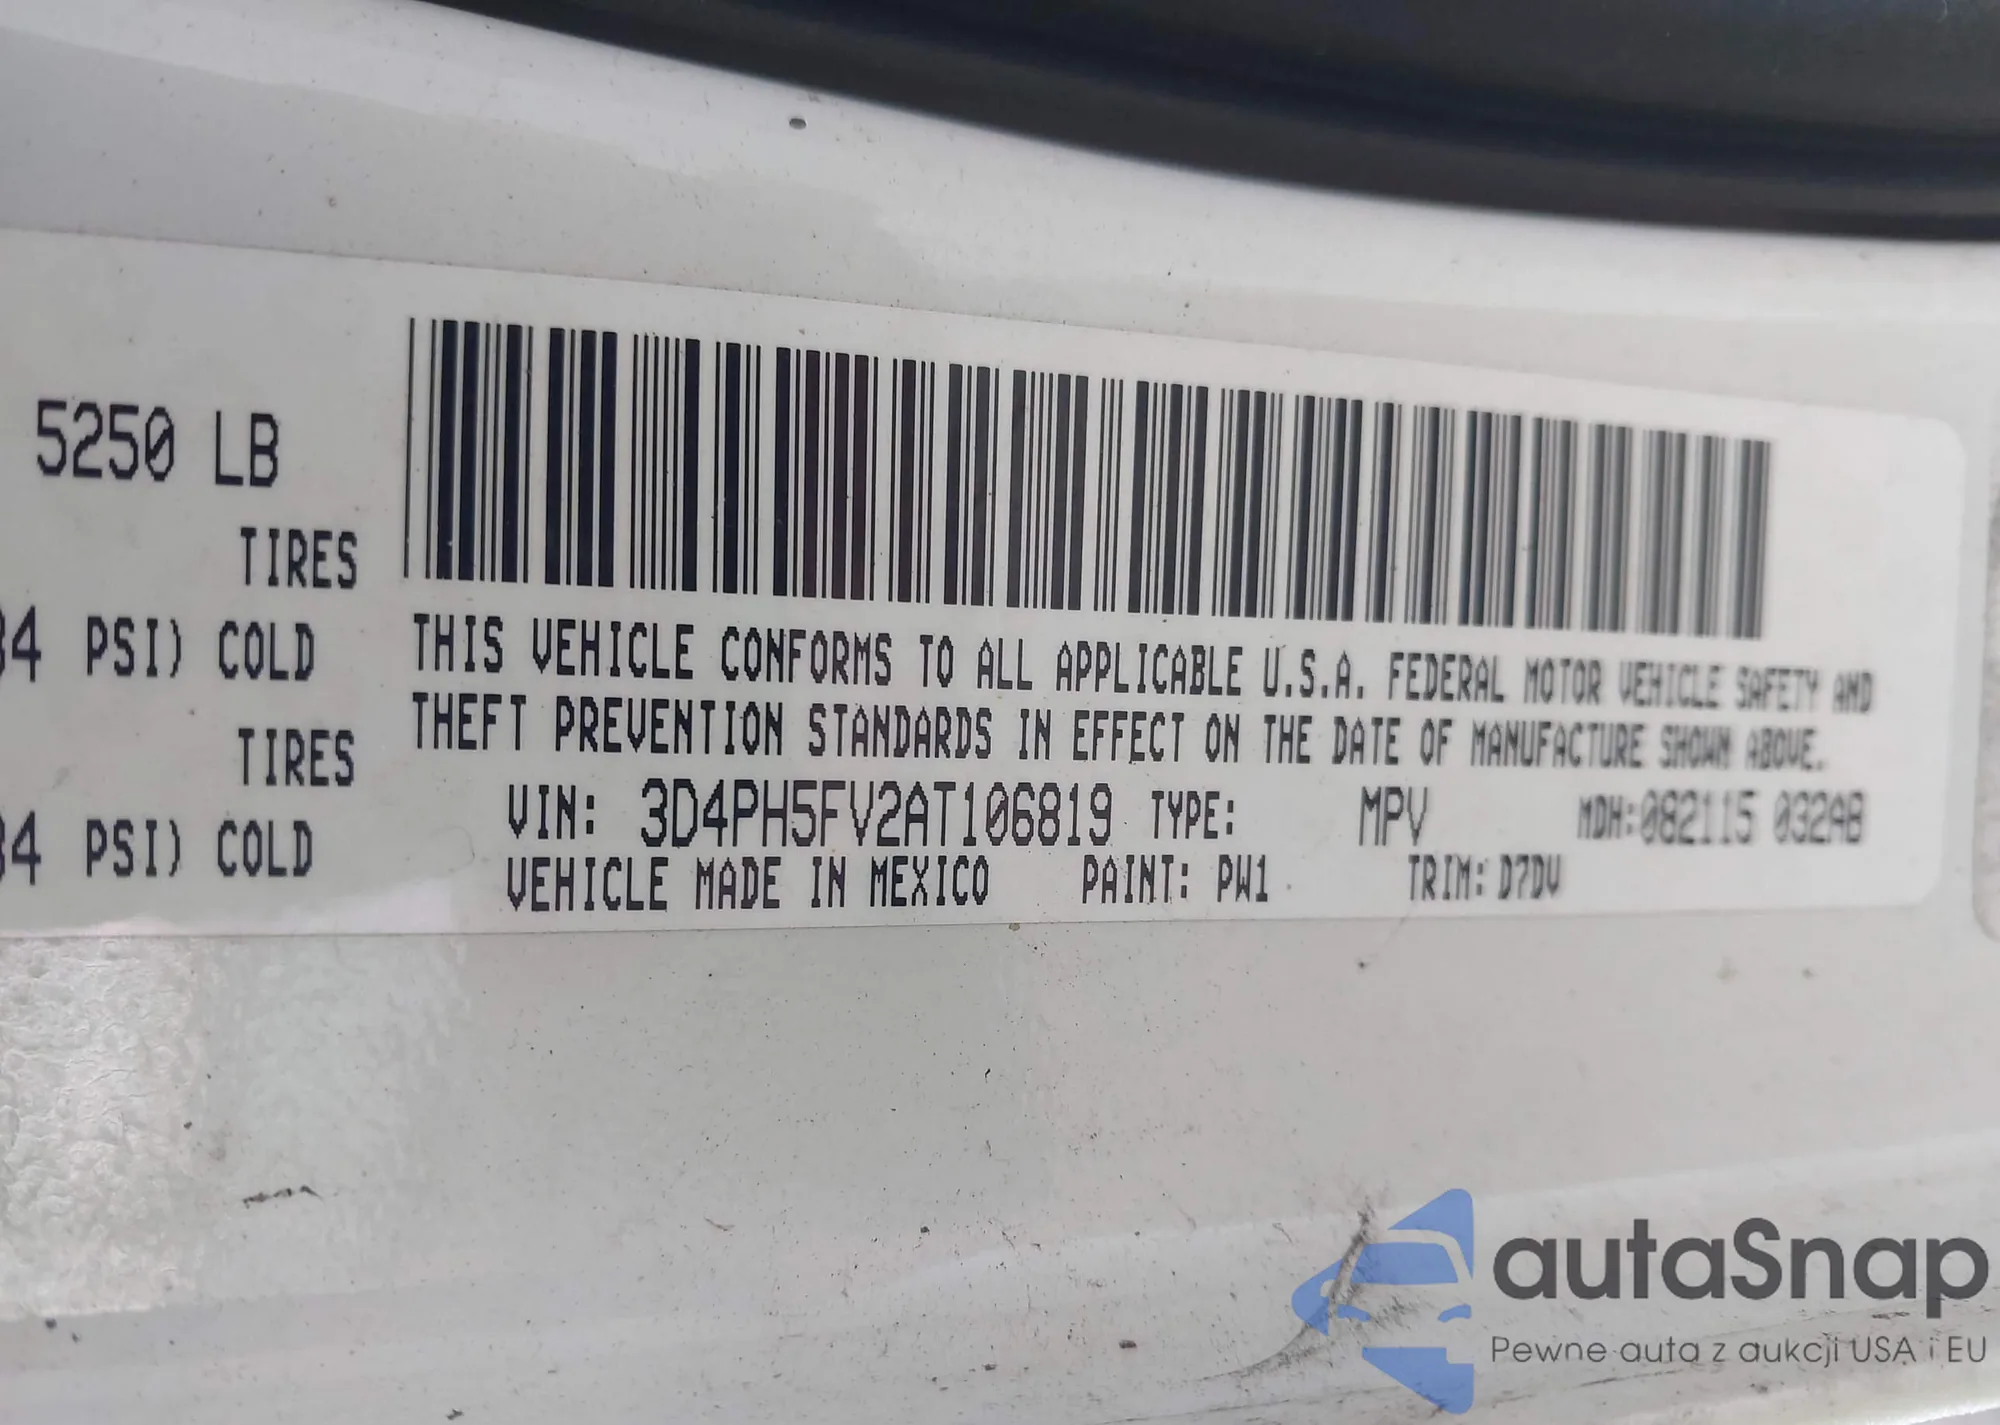 5250 LB
TIRES
34 PSI) COLD
TIRES
34 PSI) COLD
THIS VEHICLE CONFORMS TO ALL APPLICABLE U.S.A. FEDERAL MOTOR VEHICLE SAFETY AND
THEFT PREVENTION STANDARDS IN EFFECT ON THE DATE OF MANUFACTURE SHOWN ABOVE.
VIN: 3D4PH5FV2AT106819 TYPE: MPV MDH:082115 032AB
VEHICLE MADE IN MEXICO PAINT: PW1 TRIM: D7DV
autaSnap
Pewne auta z aukcji USA i EU